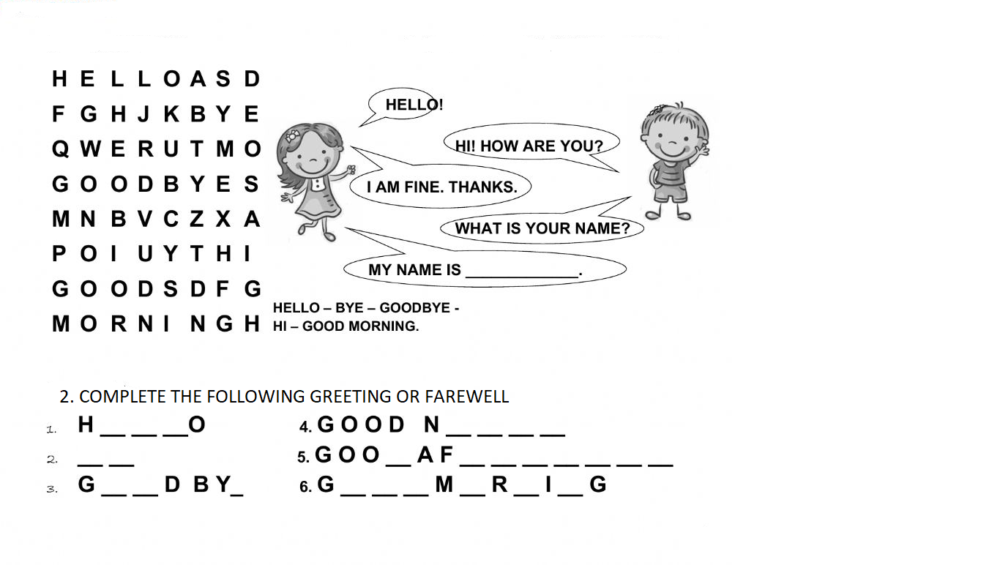 H E L L O A S D
F G H J K B Y E
Q W E R U T M O
G O O D B Y E S
M N B V C Z X A
P O I U Y T H I
G O O D S D F G
M O R N I N G H
HELLO!
HI! HOW ARE YOU?
I AM FINE. THANKS.
WHAT IS YOUR NAME?
MY NAME IS ______________.
HELLO – BYE – GOODBYE -
HI – GOOD MORNING.
2. COMPLETE THE FOLLOWING GREETING OR FAREWELL
1. H __ __ __O
2. __ __
3. G __ __ D B Y_
4. G O O D N __ __ __ __
5. G O O __ A F __ __ __ __ __ __ __
6. G __ __ __ M __ R __ I __ G